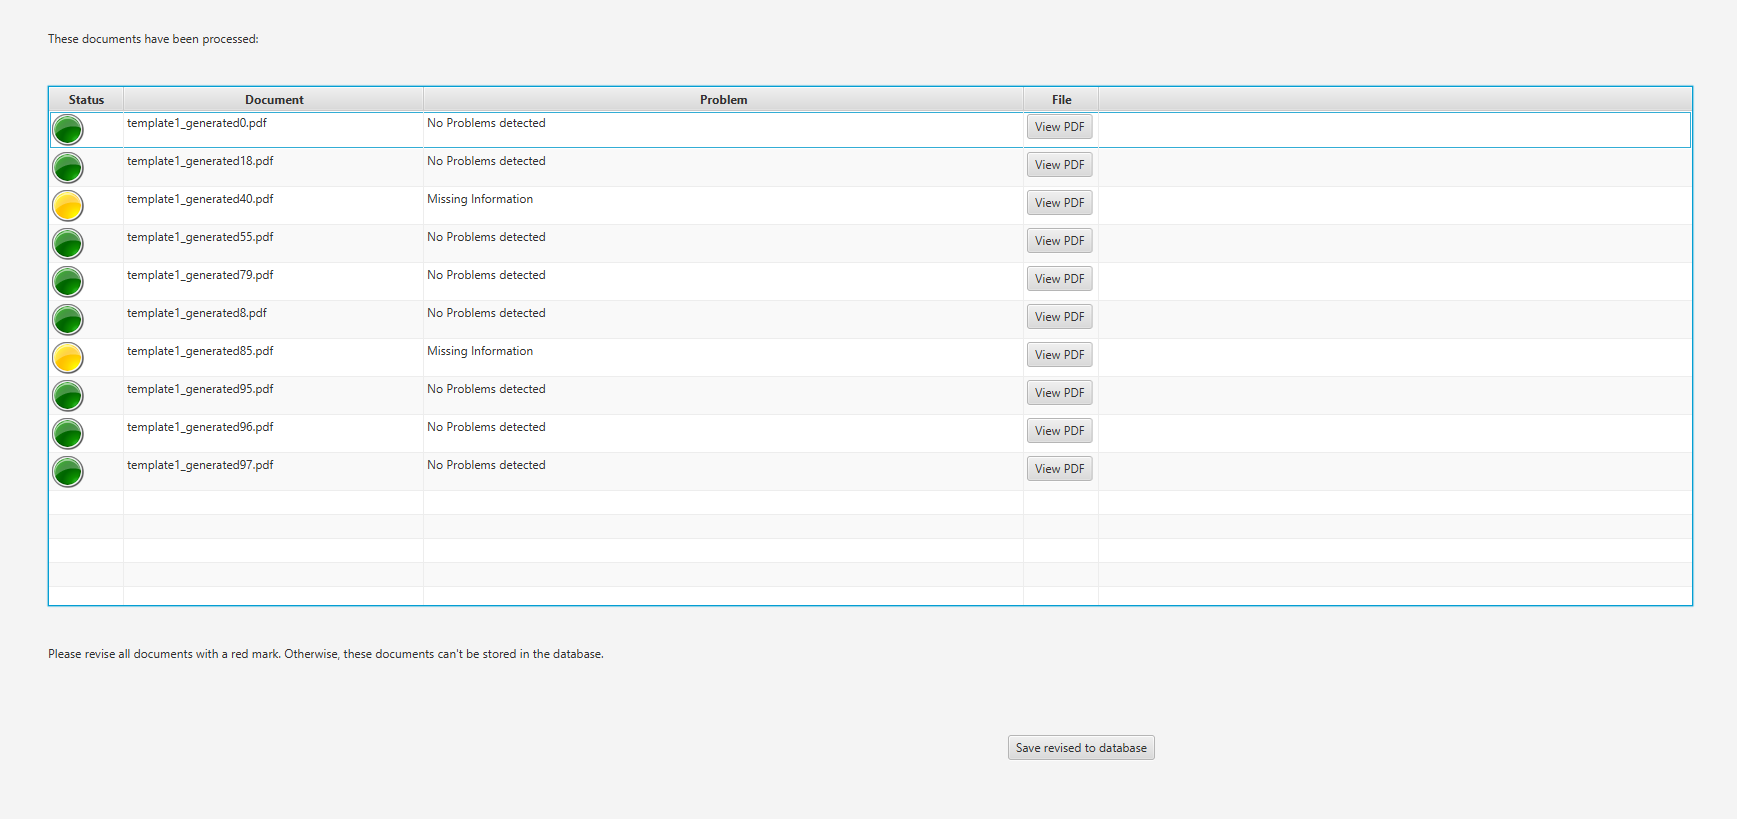 These documents have been processed:
Status Document Problem File
template1_generated0.pdf No Problems detected View PDF
template1_generated18.pdf No Problems detected View PDF
template1_generated40.pdf Missing Information View PDF
template1_generated55.pdf No Problems detected View PDF
template1_generated79.pdf No Problems detected View PDF
template1_generated8.pdf No Problems detected View PDF
template1_generated85.pdf Missing Information View PDF
template1_generated95.pdf No Problems detected View PDF
template1_generated96.pdf No Problems detected View PDF
template1_generated97.pdf No Problems detected View PDF
Please revise all documents with a red mark. Otherwise, these documents can't be stored in the database.
Save revised to database